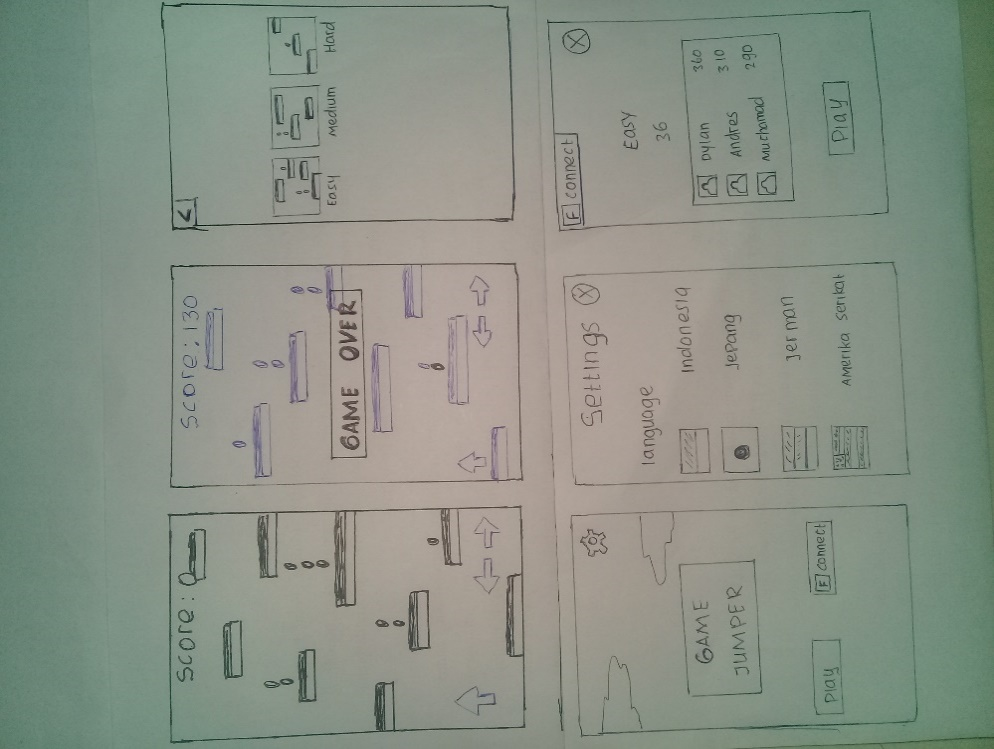 Score: 0
Score: 130
GAME OVER
<
Easy
Medium
Hard
GAME
JUMPER
Play
F connect
Settings X
language
Indonesia
Jepang
Jerman
Amerika Serikat
F connect X
Easy
36
Dylan 360
Andres 310
Muchamad 290
Play